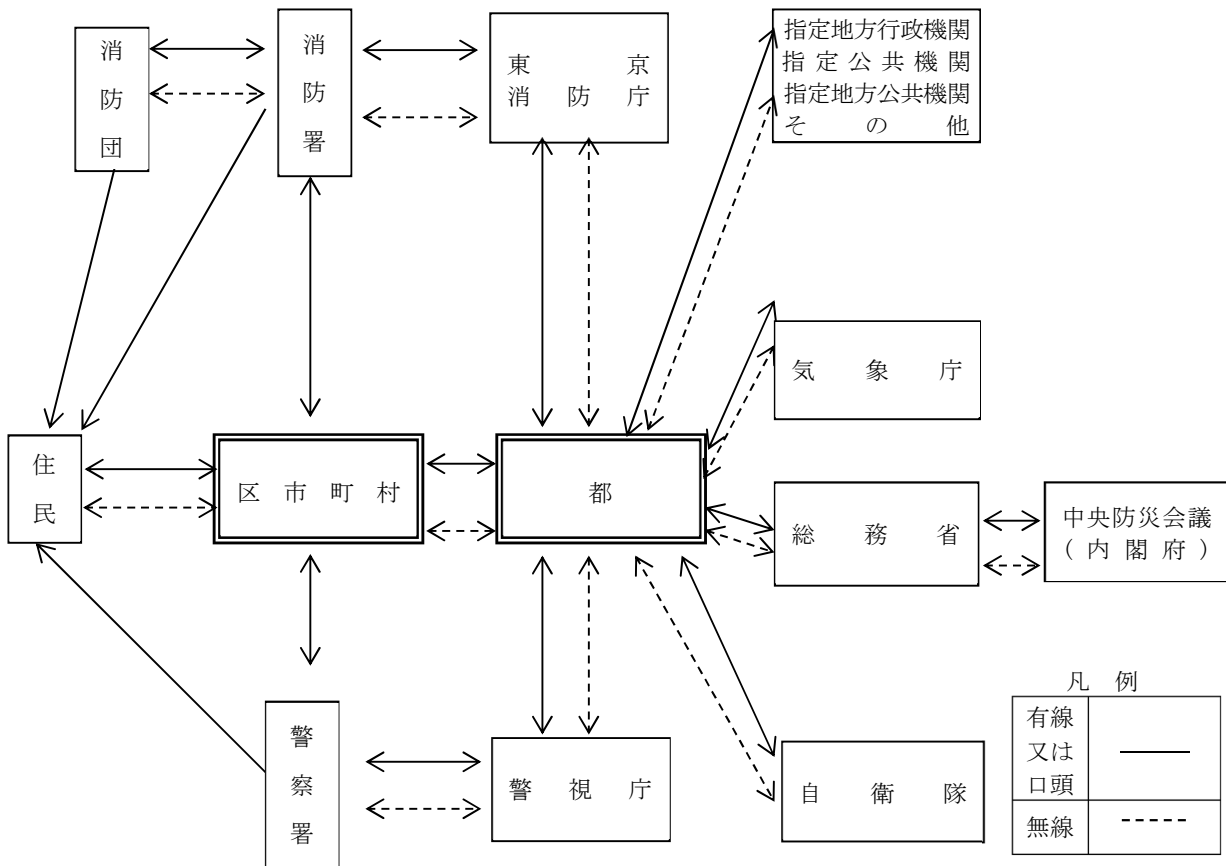 消防団
消防署
東京
消防庁
指定地方行政機関
指定公共機関
指定地方公共機関
その他
気象庁
住民
区市町村
都
総務省
中央防災会議
(内閣府)
警察署
警視庁
自衛隊
凡例
有線
又は
口頭
無線